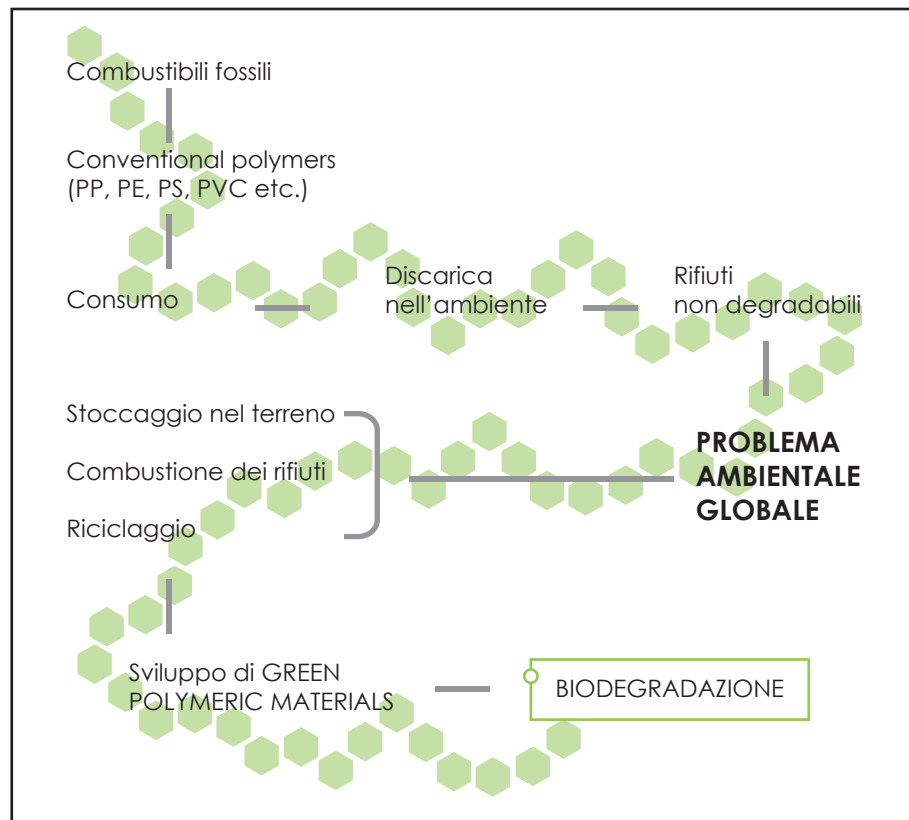 Combustibili fossili
Conventional polymers
(PP, PE, PS, PVC etc.)
Consumo
Discarica
nell’ambiente
Rifiuti
non degradabili
PROBLEMA
AMBIENTALE
GLOBALE
Stoccaggio nel terreno
Combustione dei rifiuti
Riciclaggio
Sviluppo di GREEN
POLYMERIC MATERIALS
BIODEGRADAZIONE